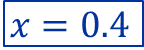 x = 0.4